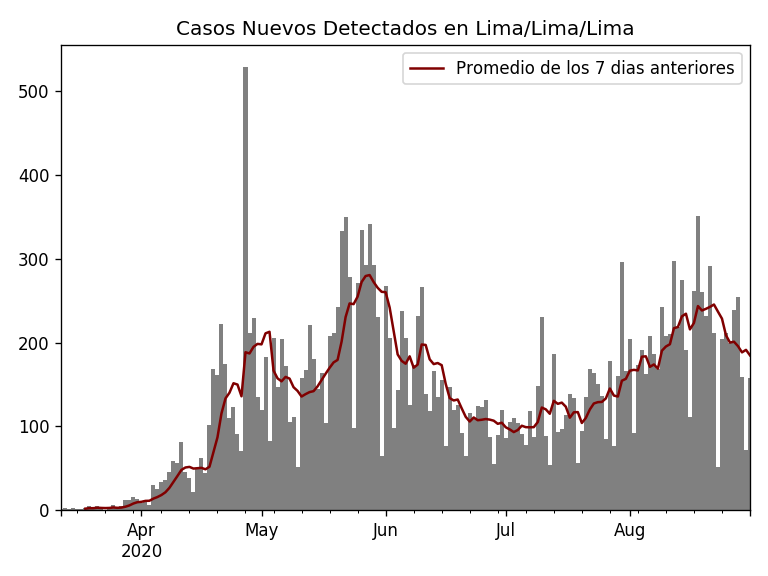 Casos Nuevos Detectados en Lima/Lima/Lima
Promedio de los 7 dias anteriores
500
400
300
200
100
0
Apr
2020
May
Jun
Jul
Aug